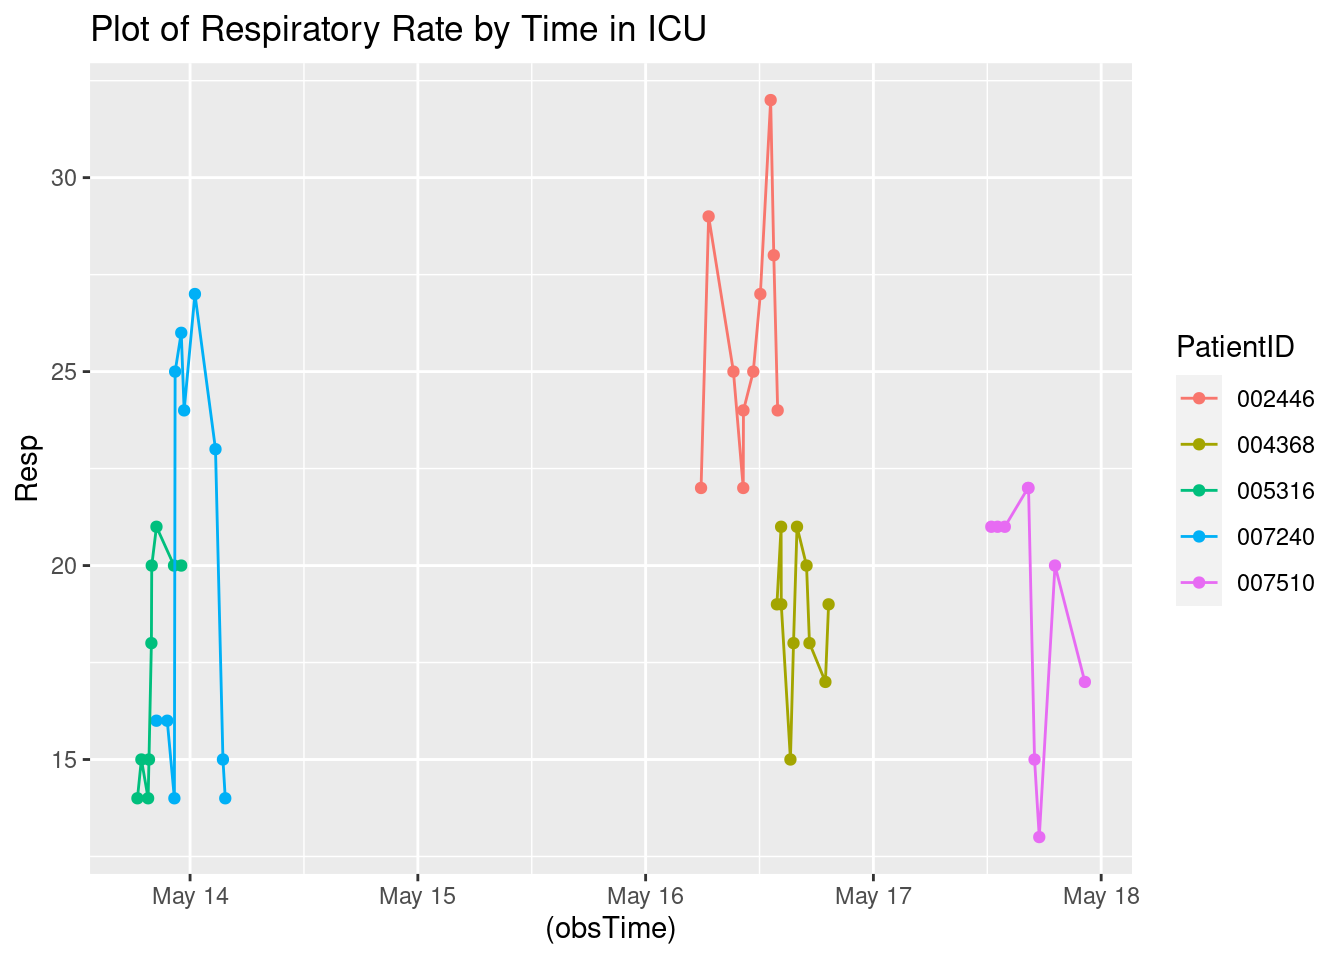 Plot of Respiratory Rate by Time in ICU
Resp
30
25
20
15
May 14
May 15
May 16
May 17
May 18
(obsTime)
PatientID
002446
004368
005316
007240
007510